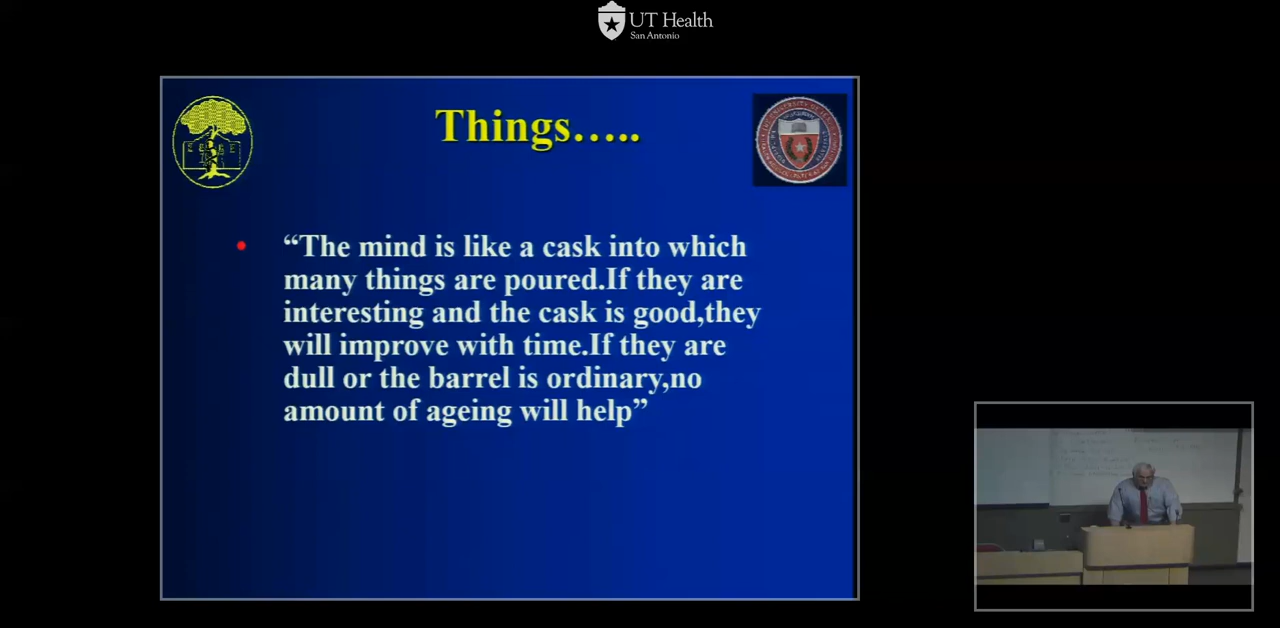 UT Health
San Antonio
Things…..
“The mind is like a cask into which
many things are poured.If they are
interesting and the cask is good,they
will improve with time.If they are
dull or the barrel is ordinary,no
amount of ageing will help”